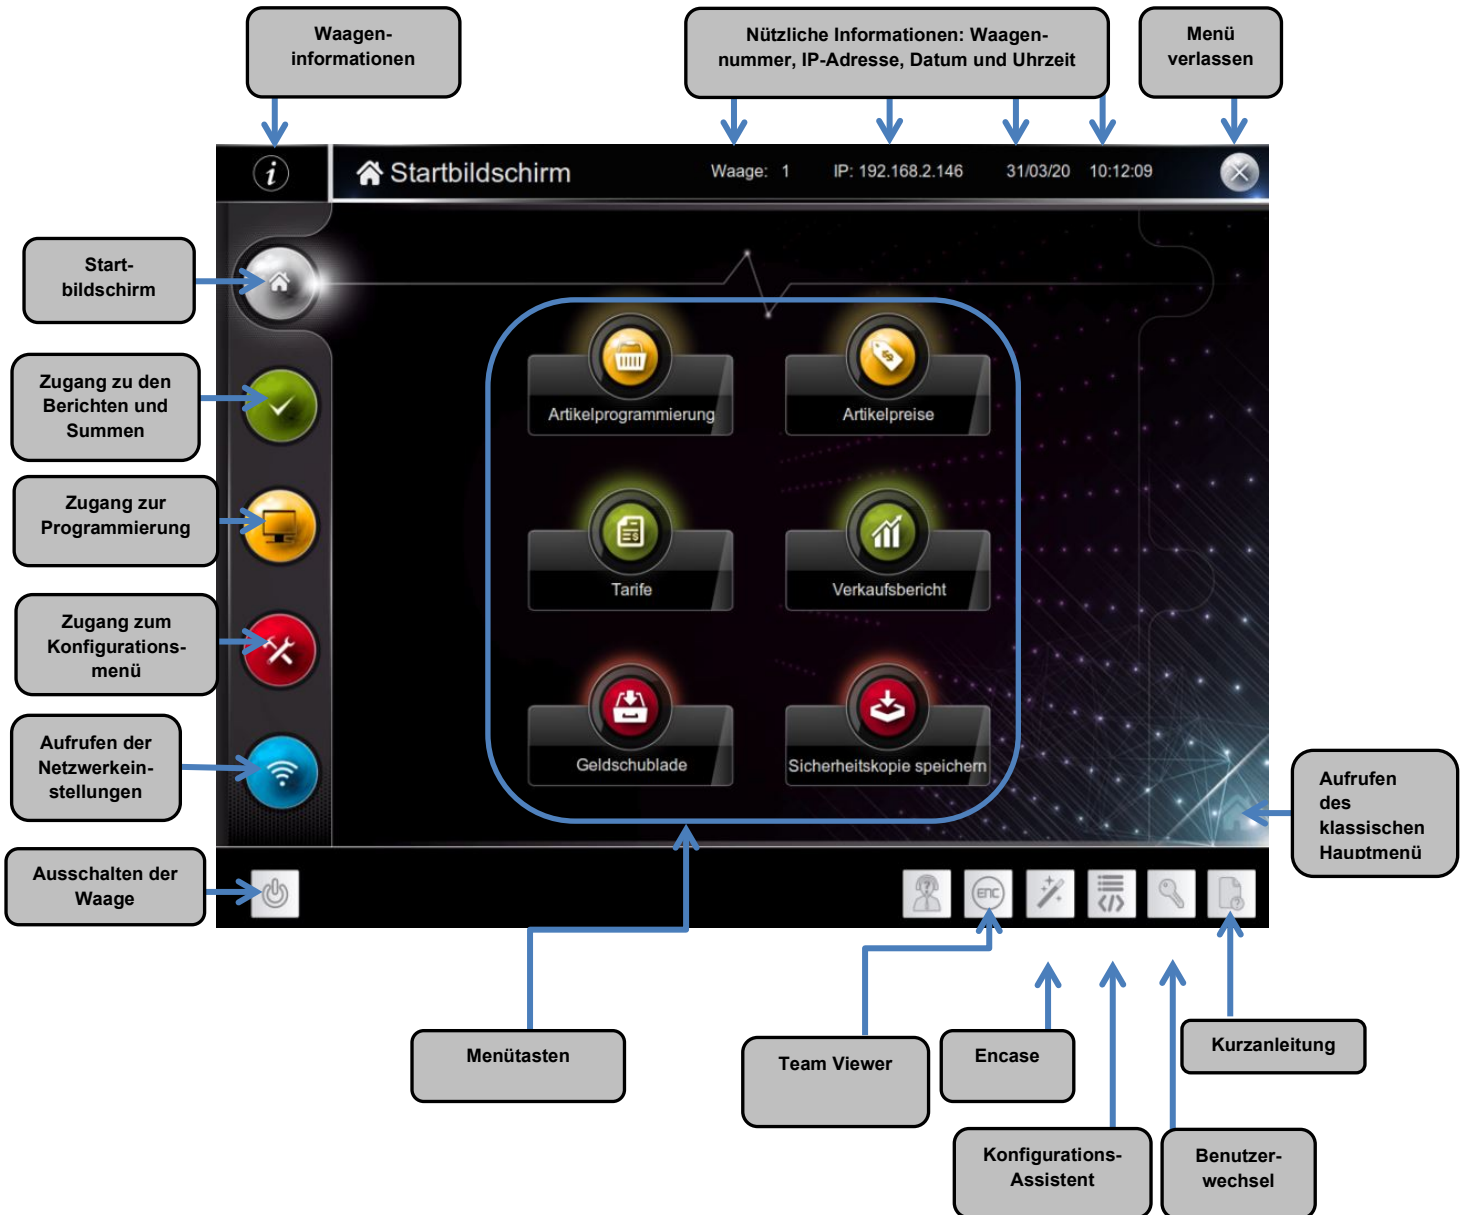 Waagen-
informationen
Nützliche Informationen: Waagen-
nummer, IP-Adresse, Datum und Uhrzeit
Menü
verlassen
i
Startbildschirm
Waage: 1
IP: 192.168.2.146
31/03/20
10:12:09
Start-
bildschirm
Zugang zu den
Berichten und
Summen
Zugang zur
Programmierung
Zugang zum
Konfigurations-
menü
Aufrufen der
Netzwerkein-
stellungen
Ausschalten der
Waage
Artikelprogrammierung
Artikelpreise
Tarife
Verkaufsbericht
Geldschublade
Sicherheitskopie speichern
Aufrufen
des
klassischen
Hauptmenü
ENC
</>
Menütasten
Team Viewer
Encase
Kurzanleitung
Konfigurations-
Assistent
Benutzer-
wechsel